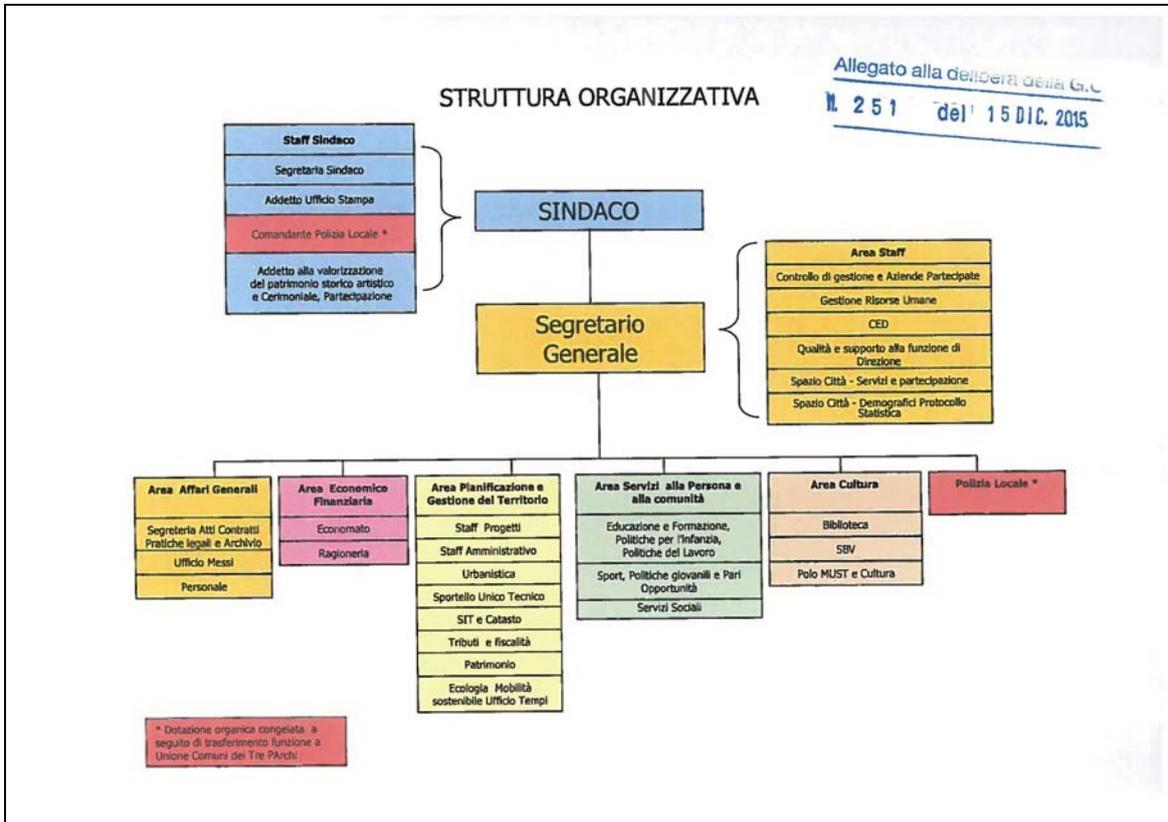 Allegato alla delibera della G.C
N. 251 del' 15 DIC. 2015
STRUTTURA ORGANIZZATIVA
Staff Sindaco
Segretaria Sindaco
Addetto Ufficio Stampa
Comandante Polizia Locale *
Addetto alla valorizzazione
del patrimonio storico artistico
e Cerimoniale, Partecipazione
SINDACO
Segretario
Generale
Area Staff
Controllo di gestione e Aziende Partecipate
Gestione Risorse Umane
CED
Qualità e supporto alla funzione di
Direzione
Spazio Città - Servizi e partecipazione
Spazio Città - Demografici Protocollo
Statistica
Area Affari Generali
Segreteria Atti Contratti
Pratiche legali e Archivio
Ufficio Messi
Personale
Area Economico
Finanziaria
Economato
Ragioneria
Area Pianificazione e
Gestione del Territorio
Staff Progetti
Staff Amministrativo
Urbanistica
Sportello Unico Tecnico
SIT e Catasto
Tributi e fiscalità
Patrimonio
Ecologia Mobilità
sostenibile Ufficio Tempi
Area Servizi alla Persona e
alla comunità
Educazione e Formazione,
Politiche per l'infanzia,
Politiche del Lavoro
Sport, Politiche giovanili e Pari
Opportunità
Servizi Sociali
Area Cultura
Biblioteca
SBV
Polo MUST e Cultura
Polizia Locale *
* Dotazione organica congelata a
seguito di trasferimento funzione a
Unione Comuni dei Tre PArchi